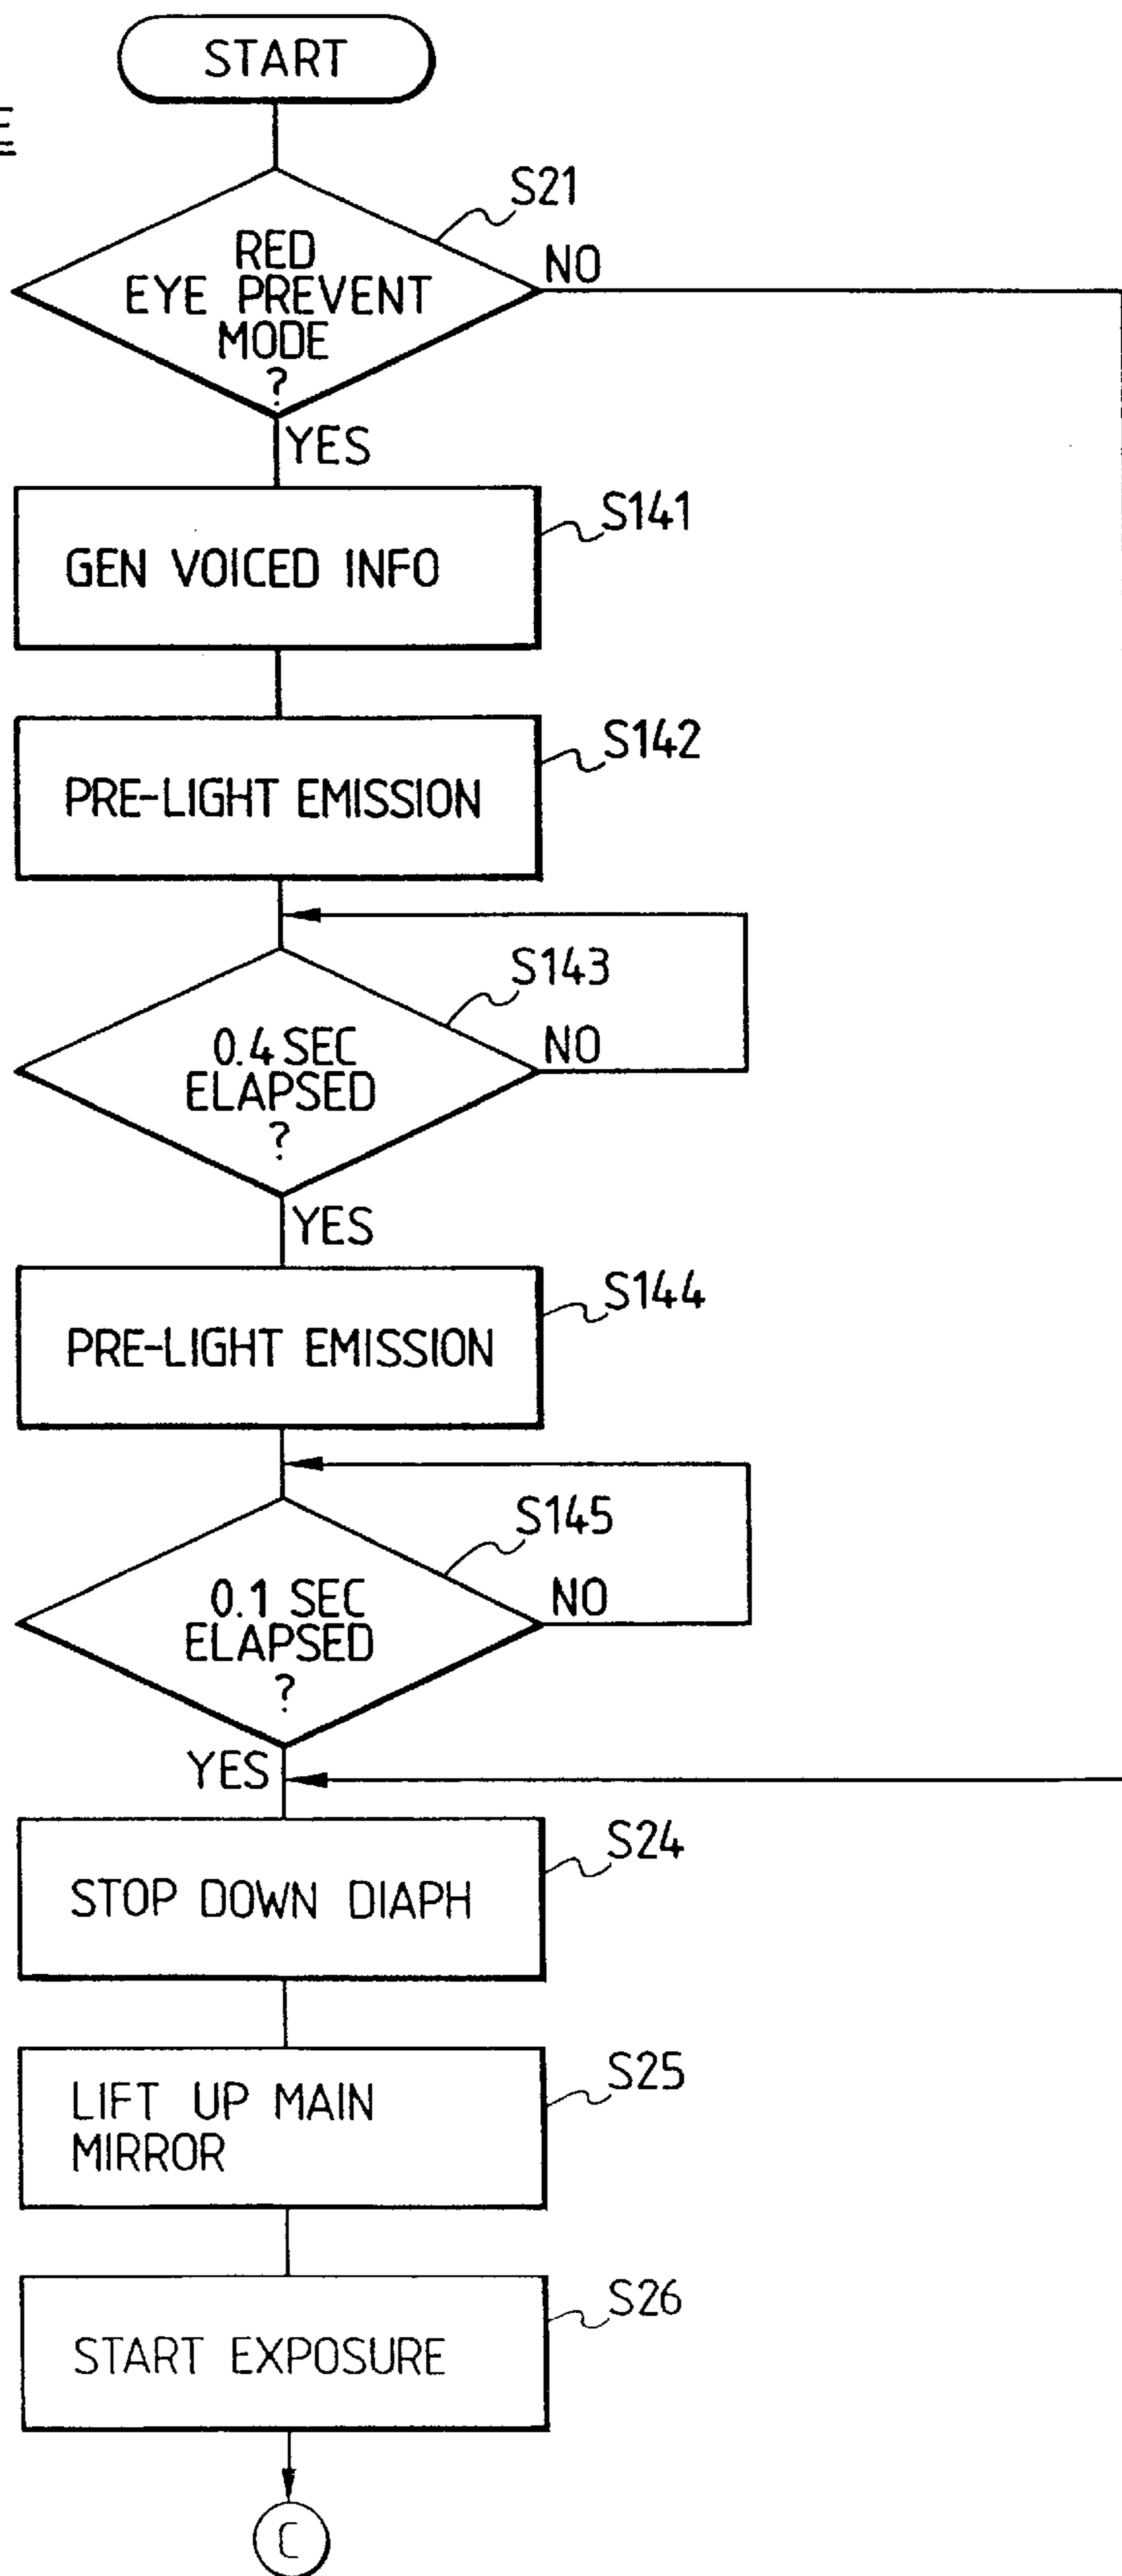 START
S21
RED
EYE PREVENT
MODE
?
NO
YES
S141
GEN VOICED INFO
S142
PRE-LIGHT EMISSION
S143
0.4 SEC
ELAPSED
?
NO
YES
S144
PRE-LIGHT EMISSION
S145
0.1 SEC
ELAPSED
?
NO
YES
S24
STOP DOWN DIAPH
S25
LIFT UP MAIN
MIRROR
S26
START EXPOSURE
C